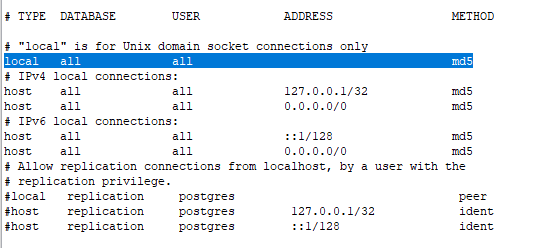 # TYPE  DATABASE        USER            ADDRESS                 METHOD
# "local" is for Unix domain socket connections only
local   all             all                                     md5
# IPv4 local connections:
host    all             all             127.0.0.1/32            md5
host    all             all             0.0.0.0/0               md5
# IPv6 local connections:
host    all             all             ::1/128                 md5
host    all             all             0.0.0.0/0               md5
# Allow replication connections from localhost, by a user with the
# replication privilege.
#local   replication     postgres                                peer
#host    replication     postgres        127.0.0.1/32            ident
#host    replication     postgres        ::1/128                 ident